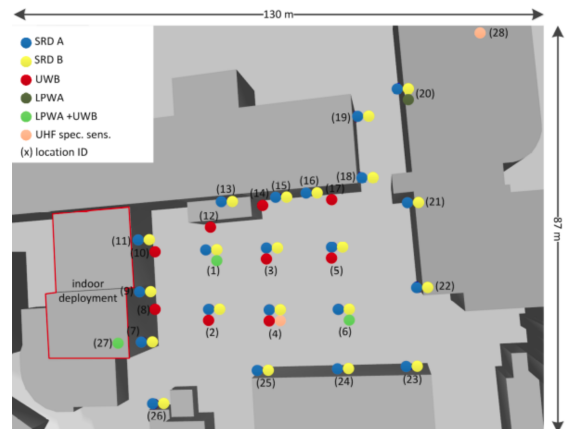 130 m
SRD A
SRD B
UWB
LPWA
LPWA +UWB
UHF spec. sens.
(x) location ID
(28)
(20)
(19)
(18)
(17)
(16)
(15)
(14)
(13)
(12)
(21)
87 m
(11)
(10)
(1)
(3)
(5)
indoor
deployment
(9)
(8)
(22)
(7)
(27)
(2)
(4)
(6)
(25)
(24)
(23)
(26)